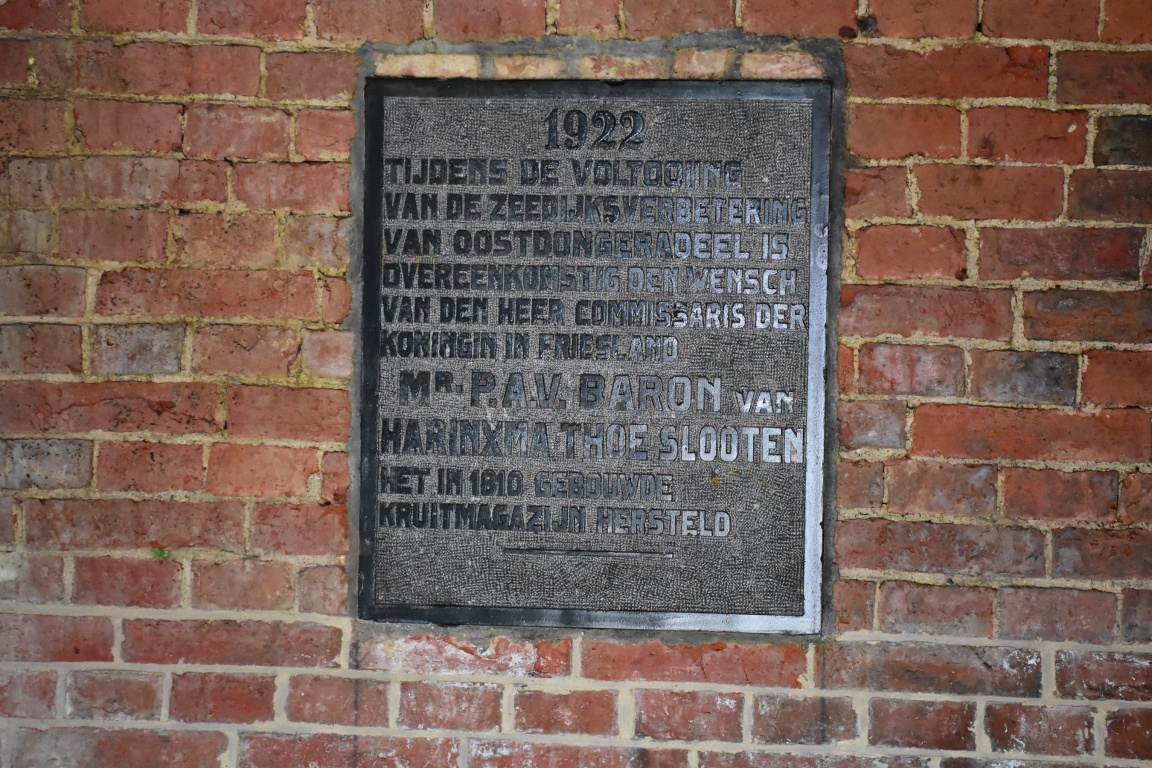 1922
TIJDENS DE VOLTOOIING
VAN DE ZEEDIJKSVERBETERING
VAN OOSTDONGERADEEL IS
OVEREENKOMSTIG DEN WENSCH
VAN DEN HEER COMMISSARIS DER
KONINGIN IN FRIESLAND
MR. P.A.V. BARON VAN
HARINXMA THOE SLOOTEN
HET IN 1810 GEBOUWDE
KRUITMAGAZIJN HERSTELD